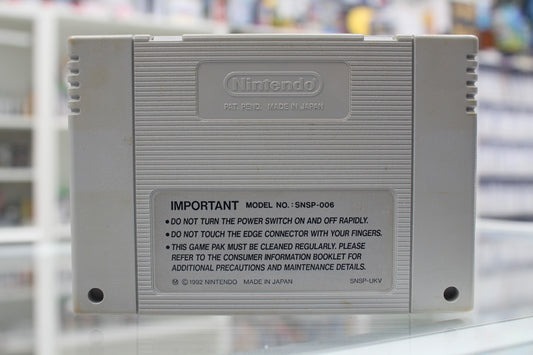 Nintendo
PAT. PEND. MADE IN JAPAN
IMPORTANT MODEL NO. : SNSP-006
• DO NOT TURN THE POWER SWITCH ON AND OFF RAPIDLY.
• DO NOT TOUCH THE EDGE CONNECTOR WITH YOUR FINGERS.
• THIS GAME PAK MUST BE CLEANED REGULARLY. PLEASE
REFER TO THE CONSUMER INFORMATION BOOKLET FOR
ADDITIONAL PRECAUTIONS AND MAINTENANCE DETAILS.
Ⓜ © 1992 NINTENDO MADE IN JAPAN SNSP-UKV